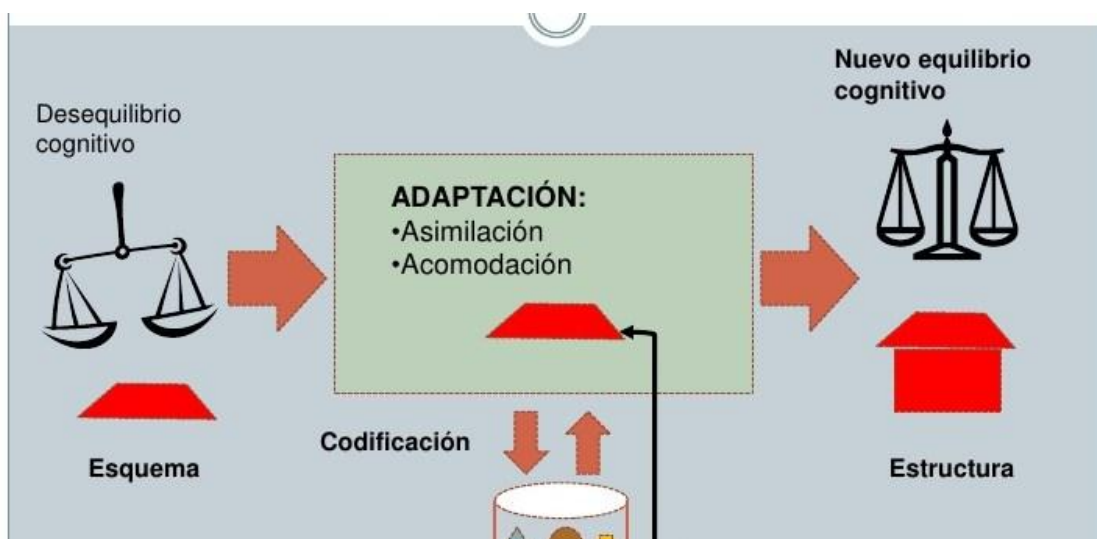 Desequilibrio
cognitivo
Esquema
ADAPTACIÓN:
•Asimilación
•Acomodación
Codificación
Nuevo equilibrio
cognitivo
Estructura